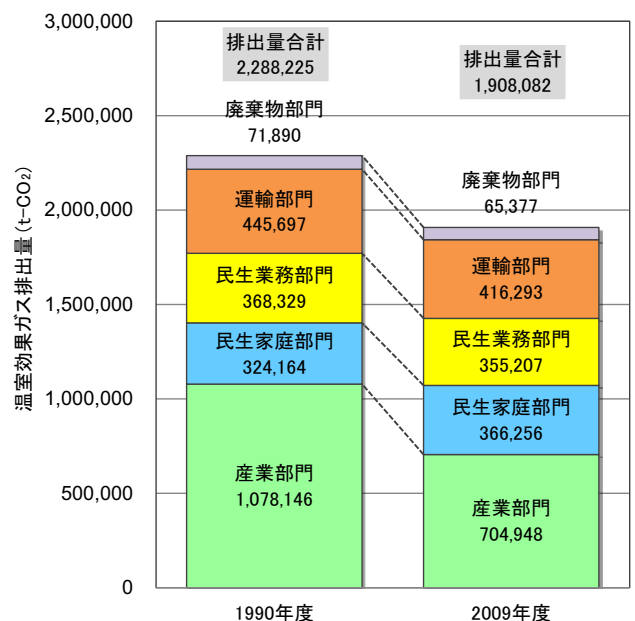 温室効果ガス排出量(t-CO₂)
3,000,000
2,500,000
2,000,000
1,500,000
1,000,000
500,000
0
排出量合計
2,288,225
廃棄物部門
71,890
運輸部門
445,697
民生業務部門
368,329
民生家庭部門
324,164
産業部門
1,078,146
1990年度
排出量合計
1,908,082
廃棄物部門
65,377
運輸部門
416,293
民生業務部門
355,207
民生家庭部門
366,256
産業部門
704,948
2009年度